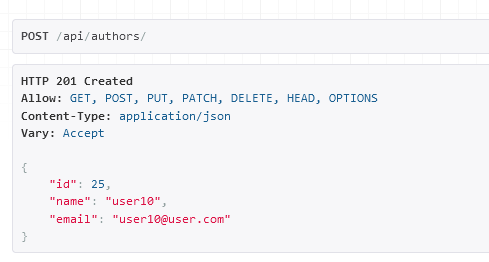 POST /api/authors/
HTTP 201 Created
Allow: GET, POST, PUT, PATCH, DELETE, HEAD, OPTIONS
Content-Type: application/json
Vary: Accept
{
    "id": 25,
    "name": "user10",
    "email": "user10@user.com"
}